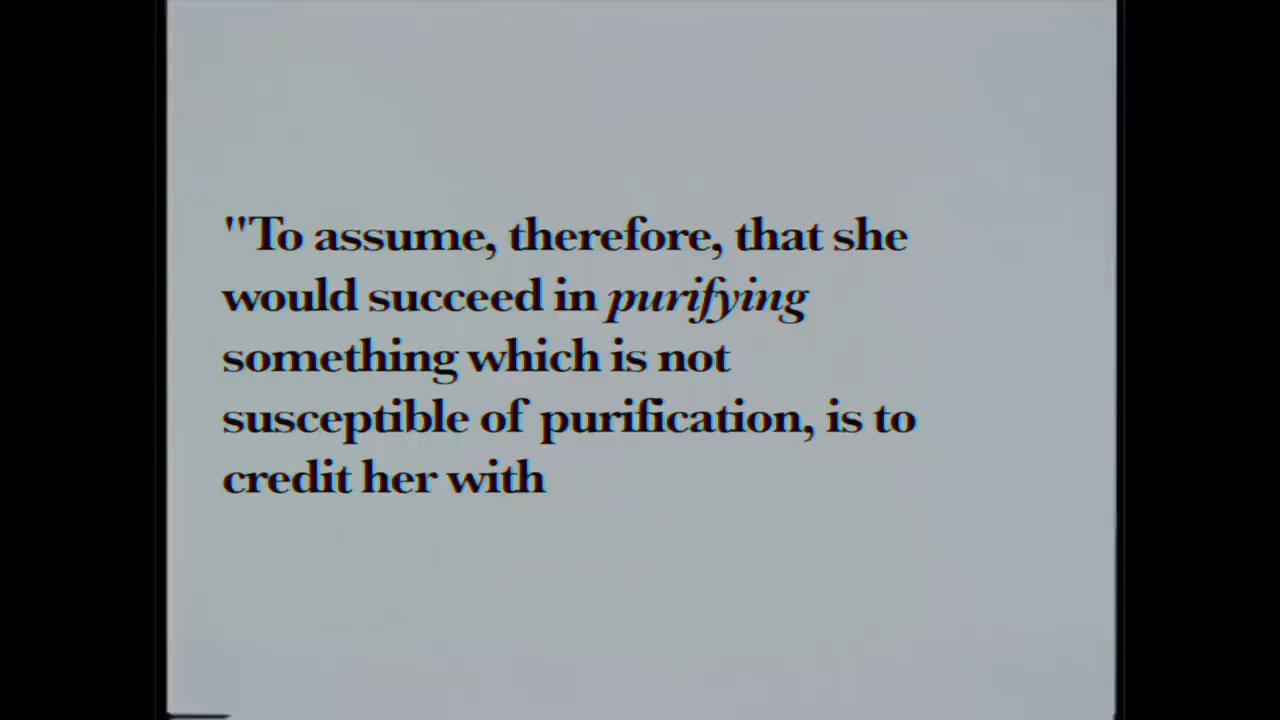 "To assume, therefore, that she
would succeed in purifying
something which is not
susceptible of purification, is to
credit her with